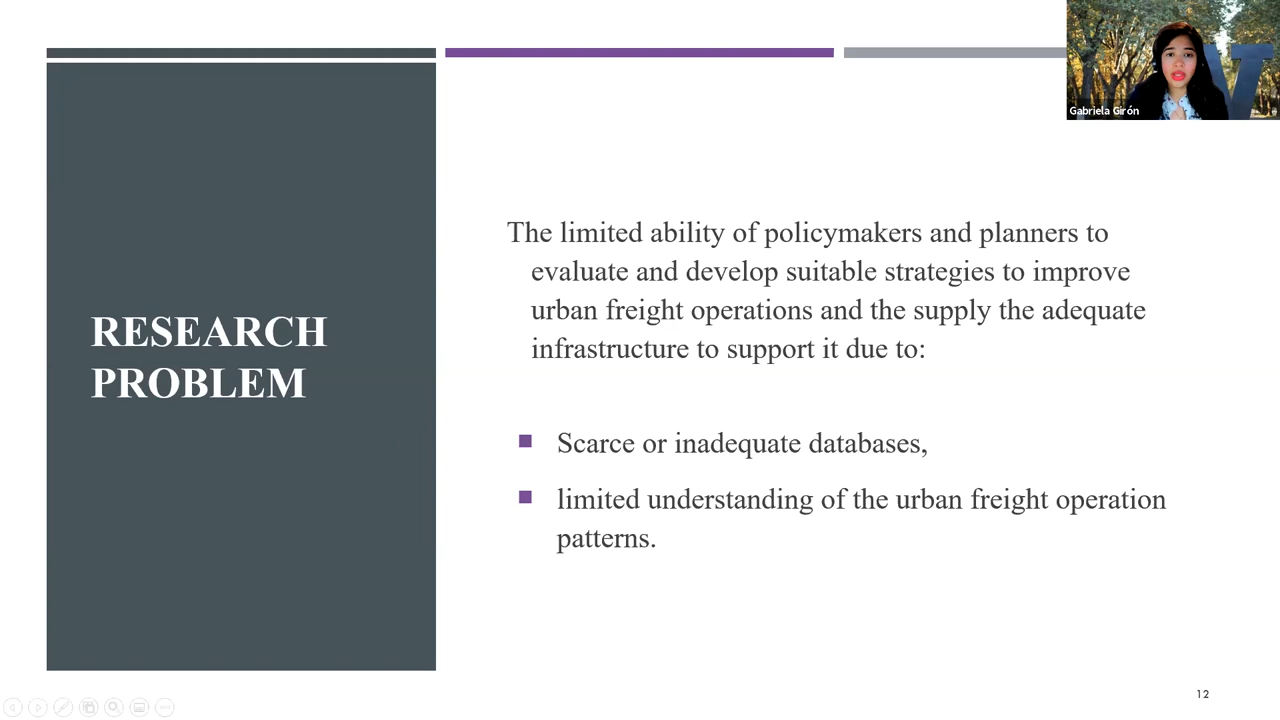 Gabriela Girón
RESEARCH
PROBLEM
The limited ability of policymakers and planners to
evaluate and develop suitable strategies to improve
urban freight operations and the supply the adequate
infrastructure to support it due to:
Scarce or inadequate databases,
limited understanding of the urban freight operation
patterns.
12